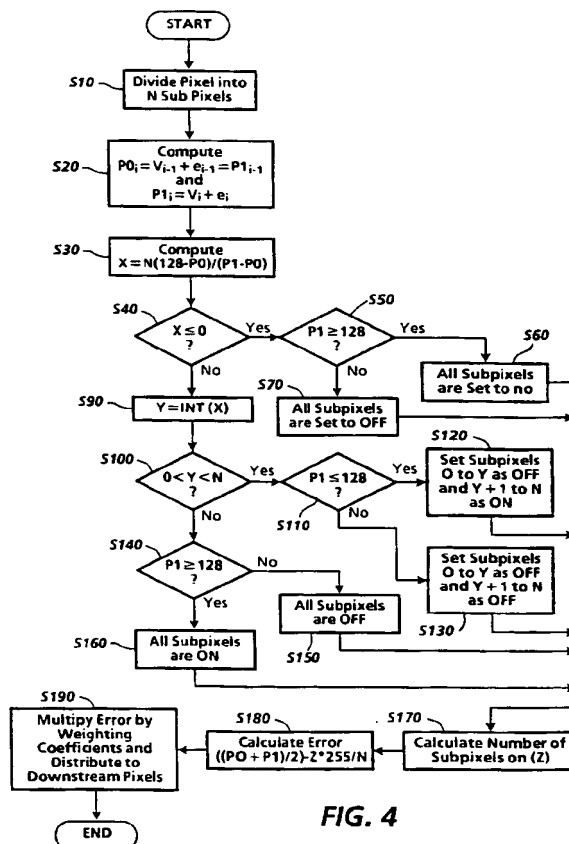 START
S10
Divide Pixel into
N Sub Pixels
S20
Compute
P0i = Vi-1 + ei-1 = P1i-1
and
P1i = Vi + ei
S30
Compute
X = N(128-P0)/(P1-P0)
S40
X ≤ 0
?
Yes
No
S50
P1 ≥ 128
?
Yes
No
S60
All Subpixels
are Set to no
S70
All Subpixels
are Set to OFF
S90
Y = INT (X)
S100
0 < Y < N
?
Yes
No
S110
P1 ≤ 128
?
Yes
No
S120
Set Subpixels
O to Y as OFF
and Y + 1 to N
as ON
S130
Set Subpixels
O to Y as OFF
and Y + 1 to N
as OFF
S140
P1 ≥ 128
?
No
Yes
S150
All Subpixels
are OFF
S160
All Subpixels
are ON
S170
Calculate Number of
Subpixels on (Z)
S180
Calculate Error
((PO + P1)/2)-Z*255/N
S190
Multipy Error by
Weighting
Coefficients and
Distribute to
Downstream Pixels
END
FIG. 4